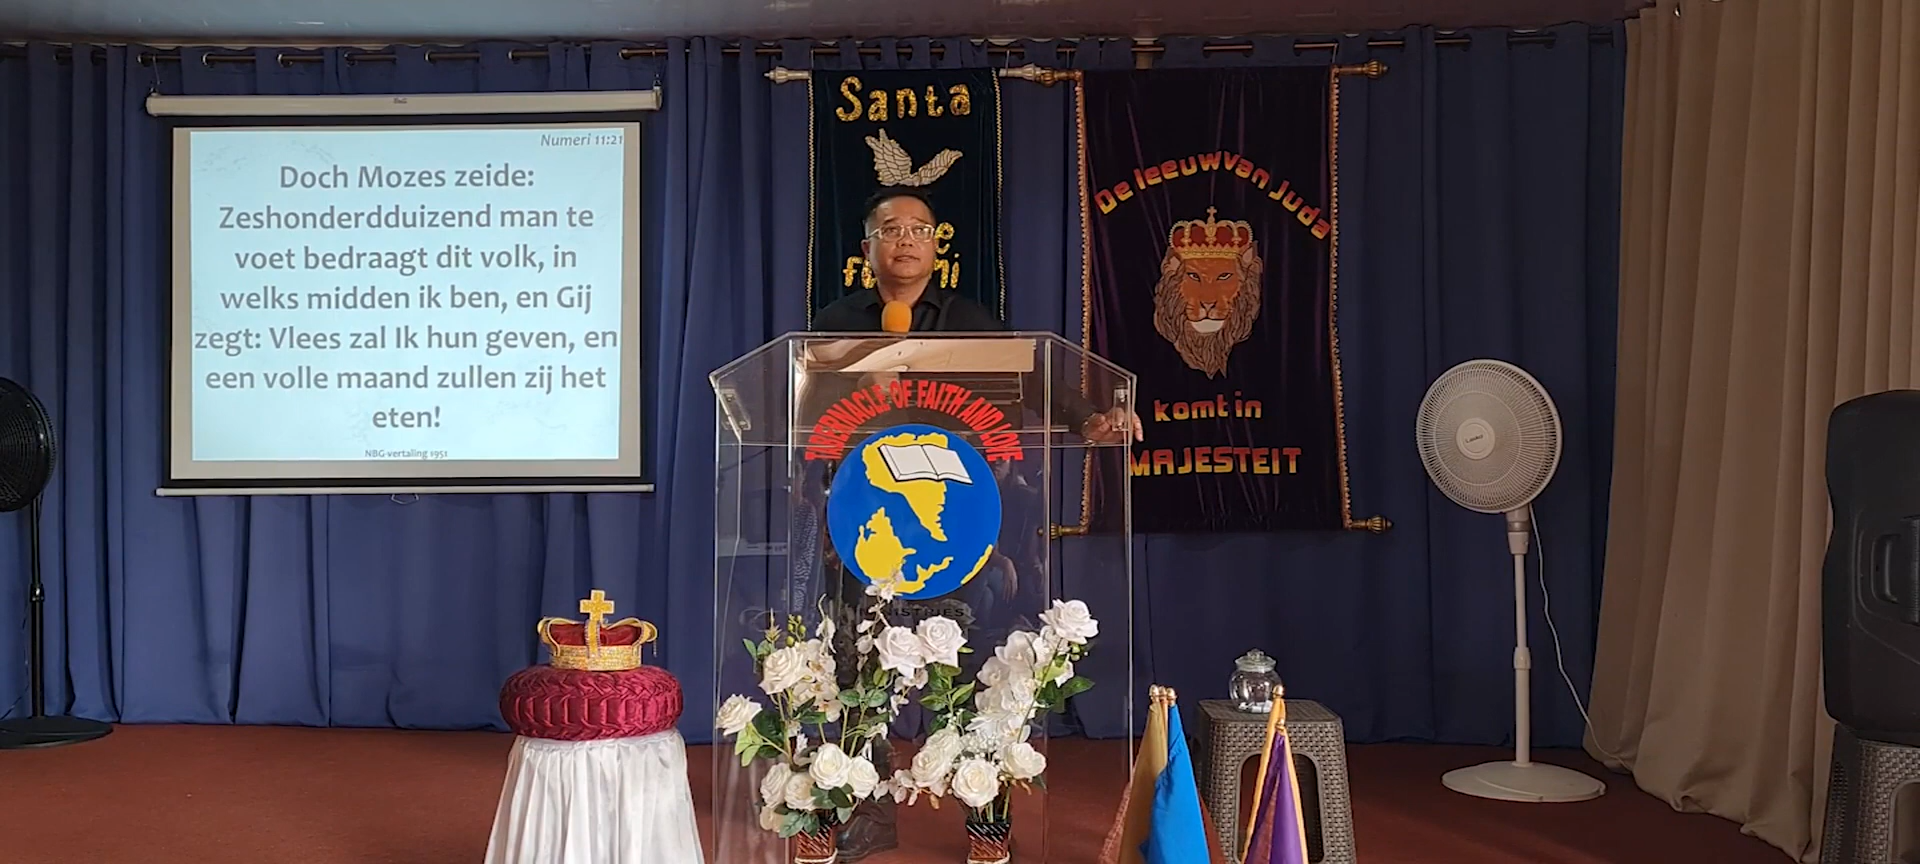 Numeri 11:21
Doch Mozes zeide:
Zeshonderdduizend man te
voet bedraagt dit volk, in
welks midden ik ben, en Gij
zegt: Vlees zal Ik hun geven, en
een volle maand zullen zij het
eten!
NBG-vertaling 1951
Santa
De leeuw van Juda
komt in
MAJESTEIT
TABERNACLE OF FAITH AND LOVE
MINISTRIES